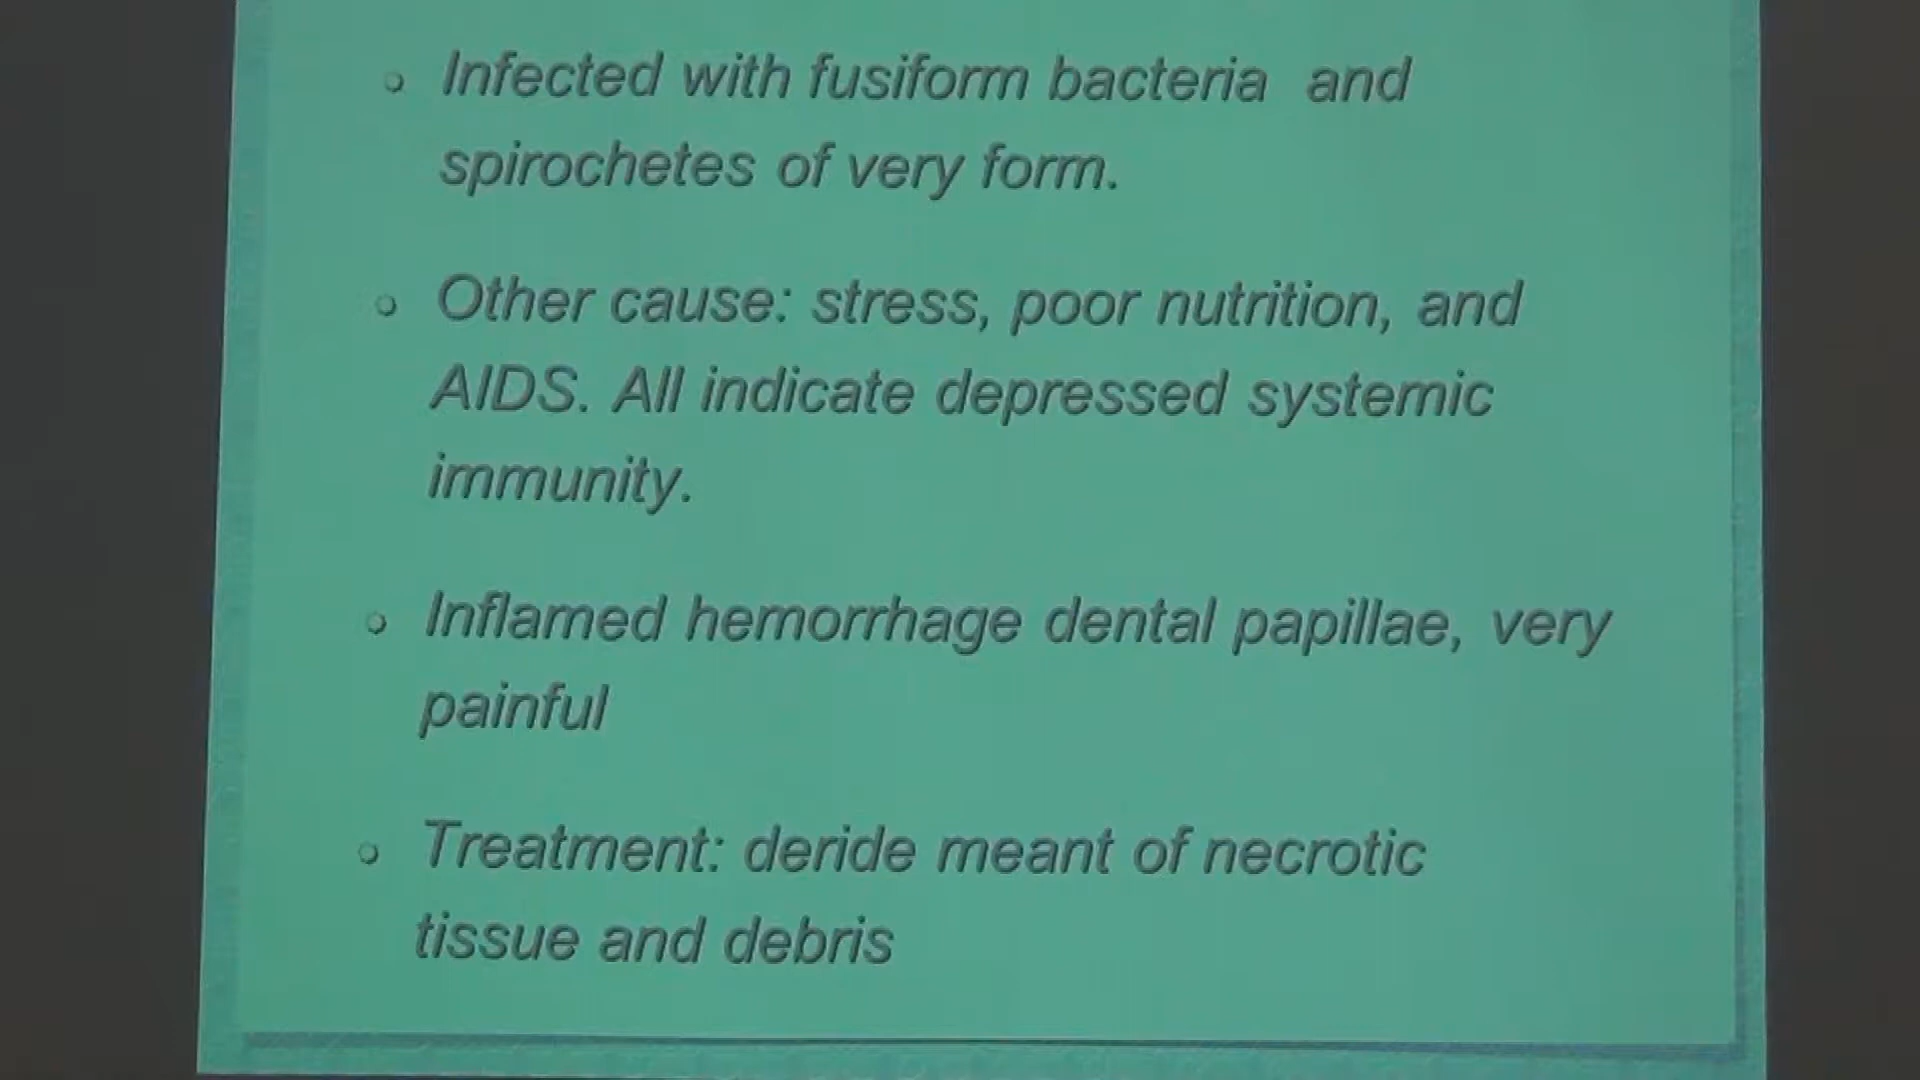 Infected with fusiform bacteria and
spirochetes of very form.
Other cause: stress, poor nutrition, and
AIDS. All indicate depressed systemic
immunity.
Inflamed hemorrhage dental papillae, very
painful
Treatment: deride meant of necrotic
tissue and debris